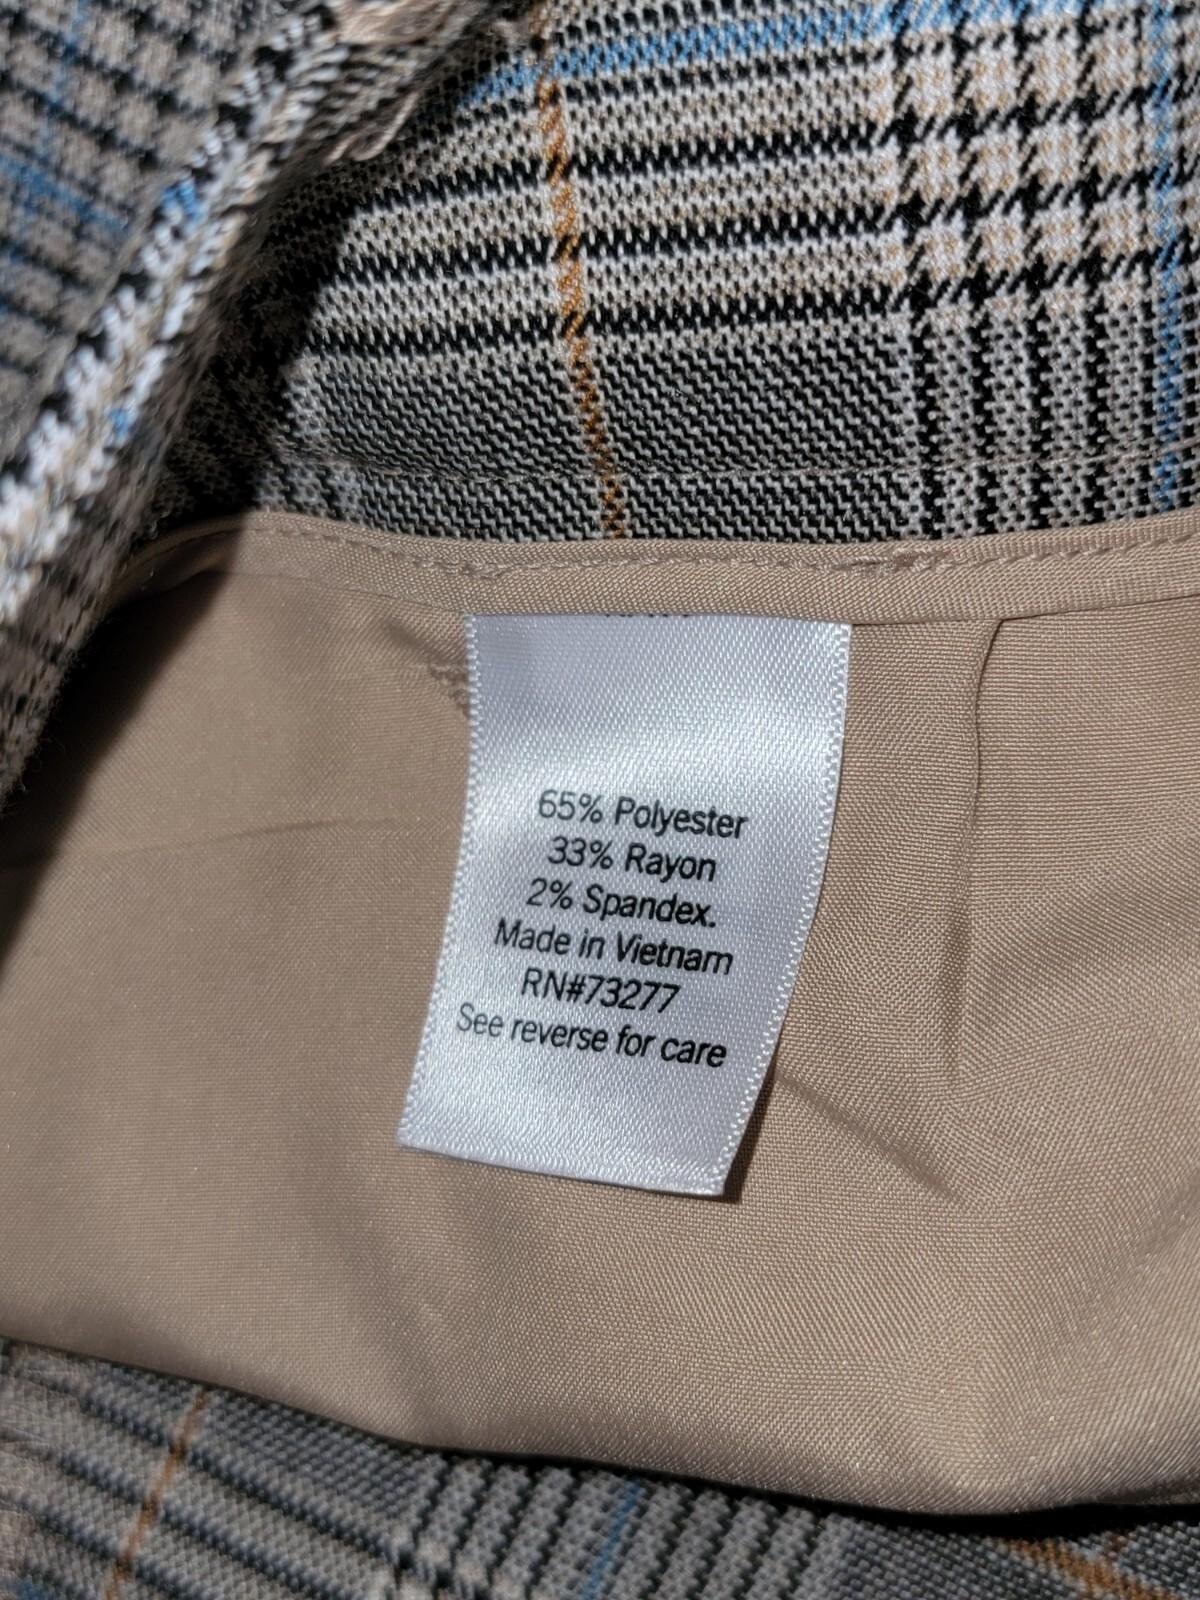 65% Polyester
33% Rayon
2% Spandex.
Made in Vietnam
RN#73277
See reverse for care